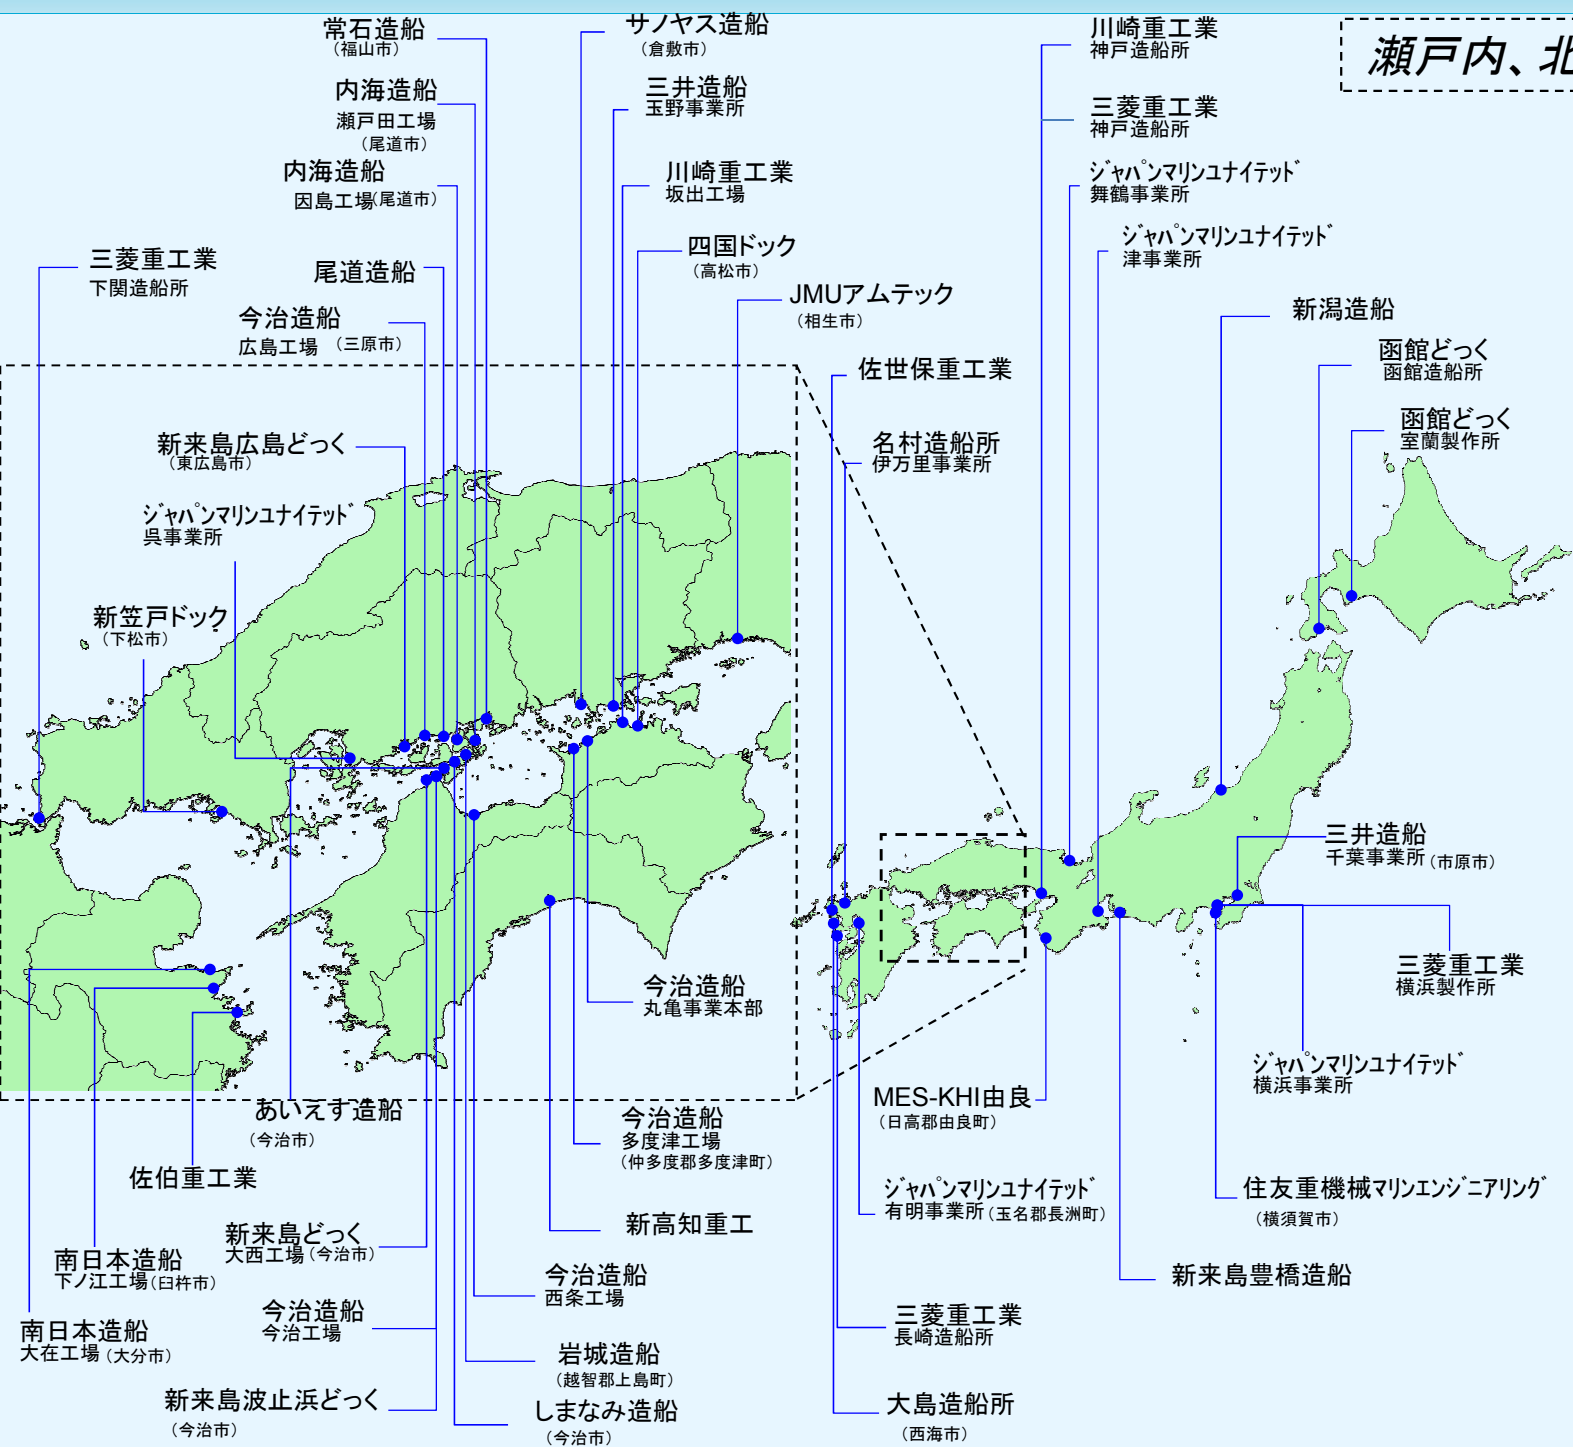 瀬戸内、北
常石造船
（福山市）
内海造船
瀬戸田工場
（尾道市）
内海造船
因島工場（尾道市）
三菱重工業
下関造船所
尾道造船
今治造船
広島工場（三原市）
新来島広島どっく
（東広島市）
ジャパンマリンユナイテッド
呉事業所
新笠戸ドック
（下松市）
サノヤス造船
（倉敷市）
三井造船
玉野事業所
川崎重工業
坂出工場
四国ドック
（高松市）
JMUアムテック
（相生市）
川崎重工業
神戸造船所
三菱重工業
神戸造船所
ジャパンマリンユナイテッド
舞鶴事業所
ジャパンマリンユナイテッド
津事業所
新潟造船
函館どっく
函館造船所
函館どっく
室蘭製作所
佐世保重工業
名村造船所
伊万里事業所
三井造船
千葉事業所（市原市）
三菱重工業
横浜製作所
ジャパンマリンユナイテッド
横浜事業所
住友重機械マリンエンジニアリング
（横須賀市）
新来島豊橋造船
MES-KHI由良
（日高郡由良町）
ジャパンマリンユナイテッド
有明事業所（玉名郡長洲町）
三菱重工業
長崎造船所
大島造船所
（西海市）
今治造船
丸亀事業本部
今治造船
多度津工場
（仲多度郡多度津町）
新高知重工
今治造船
西条工場
岩城造船
（越智郡上島町）
しまなみ造船
（今治市）
あいえす造船
（今治市）
佐伯重工業
新来島どっく
大西工場（今治市）
南日本造船
下ノ江工場（臼杵市）
今治造船
今治工場
南日本造船
大在工場（大分市）
新来島波止浜どっく
（今治市）